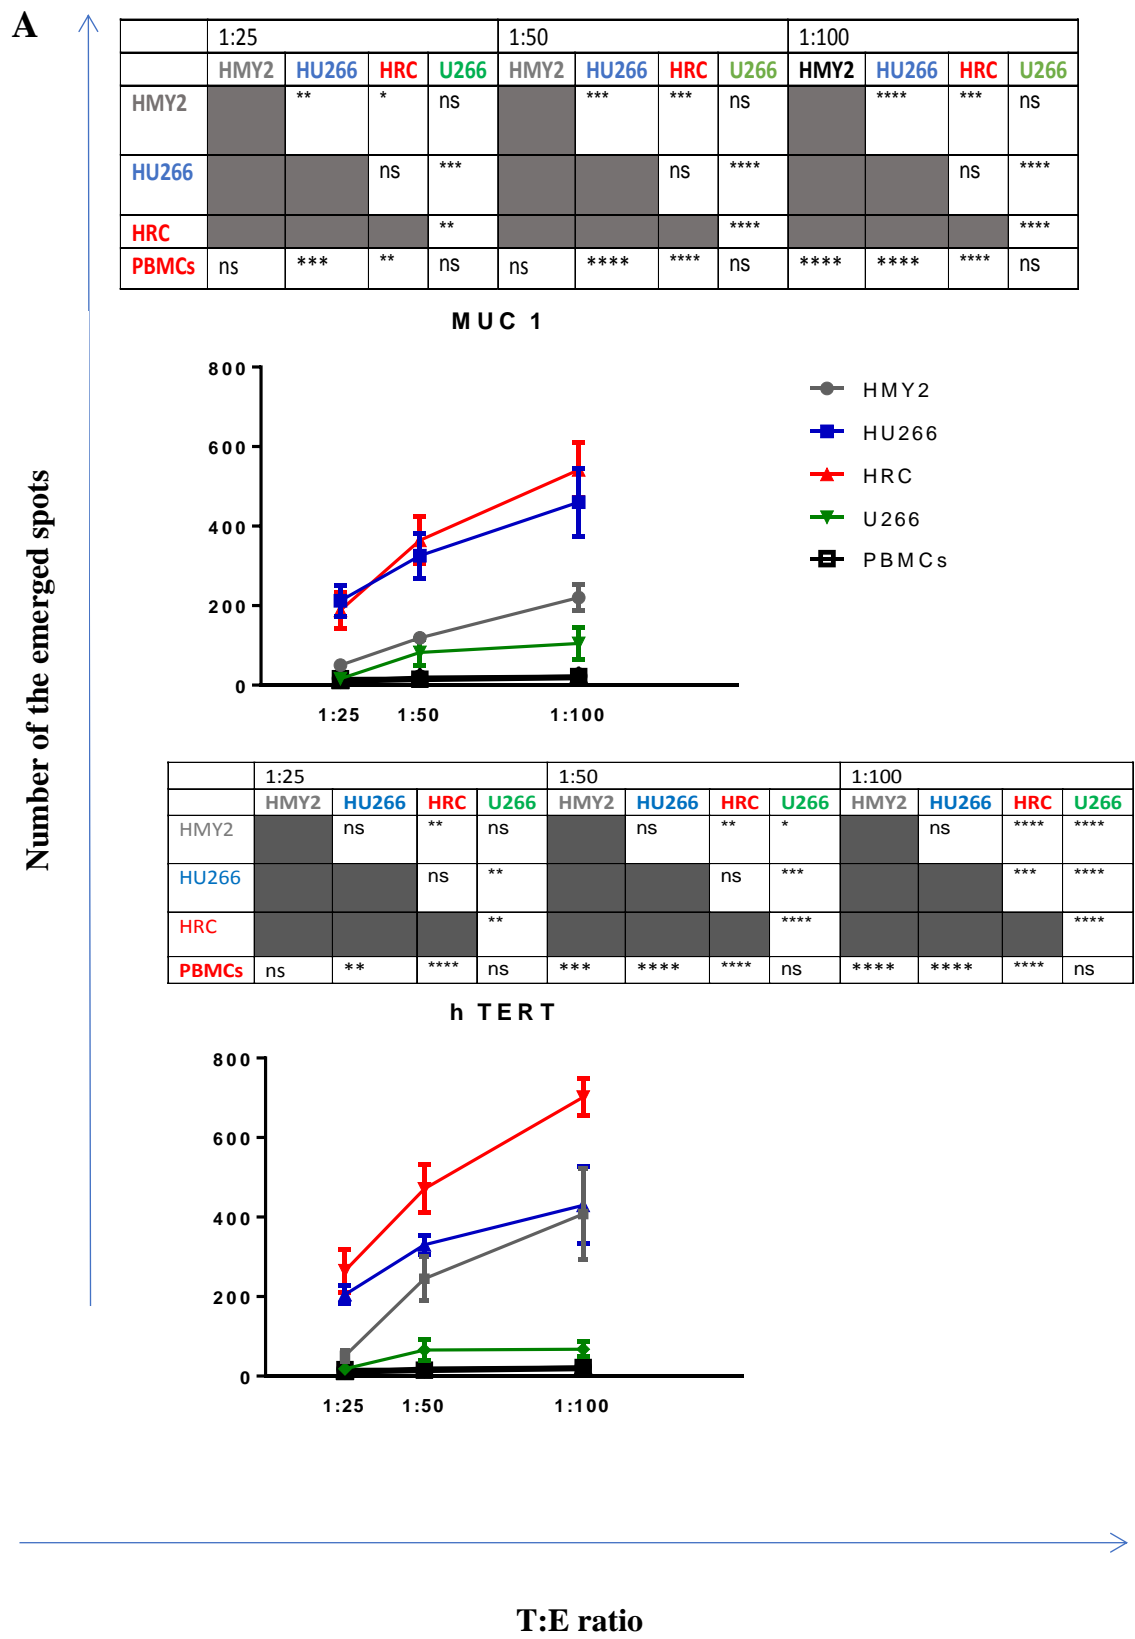 A
1:25 1:50 1:100
HMY2 HU266 HRC U266 HMY2 HU266 HRC U266 HMY2 HU266 HRC U266
HMY2 ** * ns *** *** ns **** *** ns
HU266 ns *** ns **** ns ****
HRC ** **** ****
PBMCs ns *** ** ns ns **** **** ns **** **** **** ns
MUC 1
800
600
400
200
0
1:25 1:50 1:100
HMY2
HU266
HRC
U266
PBMCs
Number of the emerged spots
1:25 1:50 1:100
HMY2 HU266 HRC U266 HMY2 HU266 HRC U266 HMY2 HU266 HRC U266
HMY2 ns ** ns ns ** * ns **** ****
HU266 ns ** ns *** *** ****
HRC ** **** ****
PBMCs ns ** **** ns *** **** **** ns **** **** **** ns
h TERT
800
600
400
200
0
1:25 1:50 1:100
T:E ratio